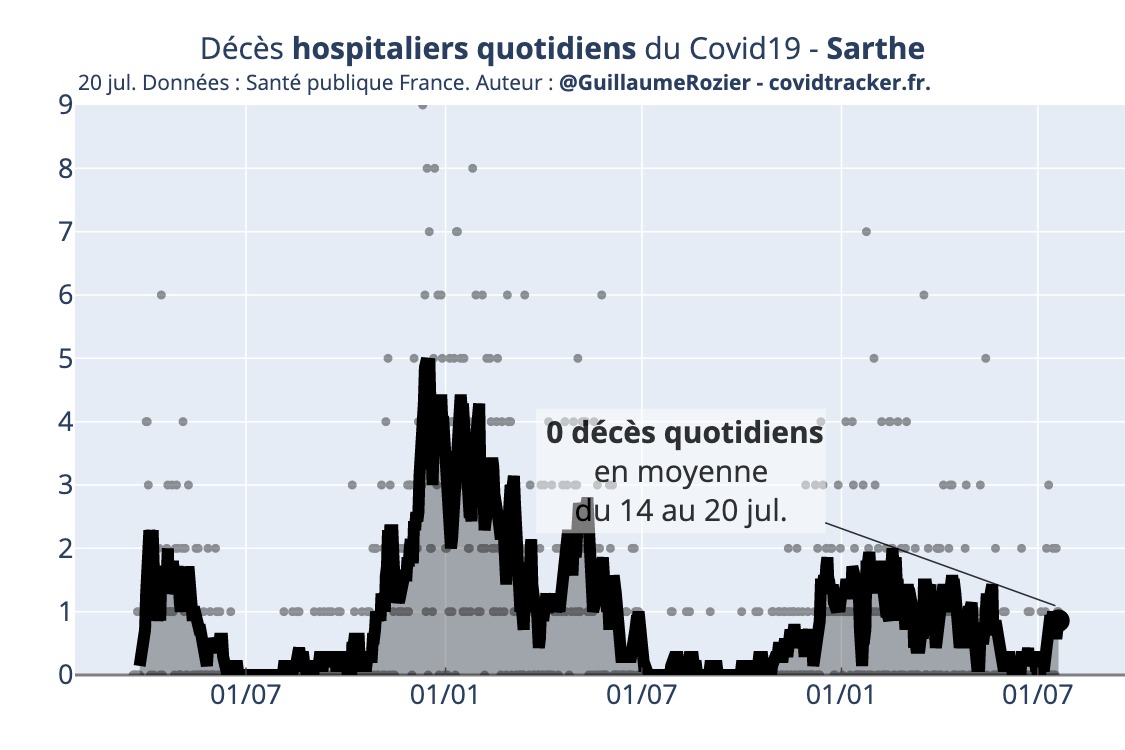 Décès hospitaliers quotidiens du Covid19 - Sarthe
20 jul. Données : Santé publique France. Auteur : @GuillaumeRozier - covidtracker.fr.
9
8
7
6
5
4
3
2
1
0
0 décès quotidiens
en moyenne
du 14 au 20 jul.
01/07 01/01 01/07 01/01 01/07